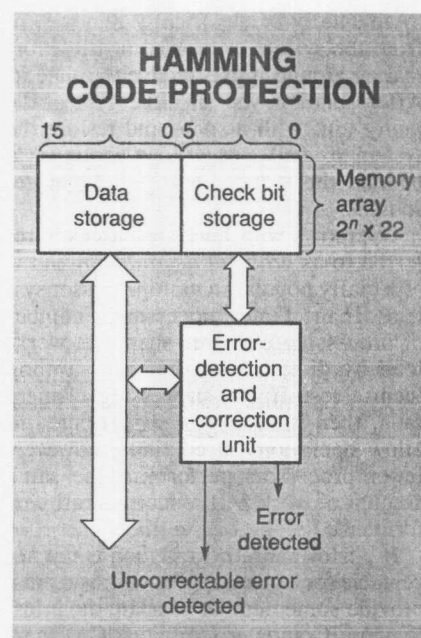 HAMMING
CODE PROTECTION
15 0 5 0
Data
storage
Check bit
storage
Memory
array
2ⁿ x 22
Error-
detection
and
-correction
unit
Error
detected
Uncorrectable error
detected